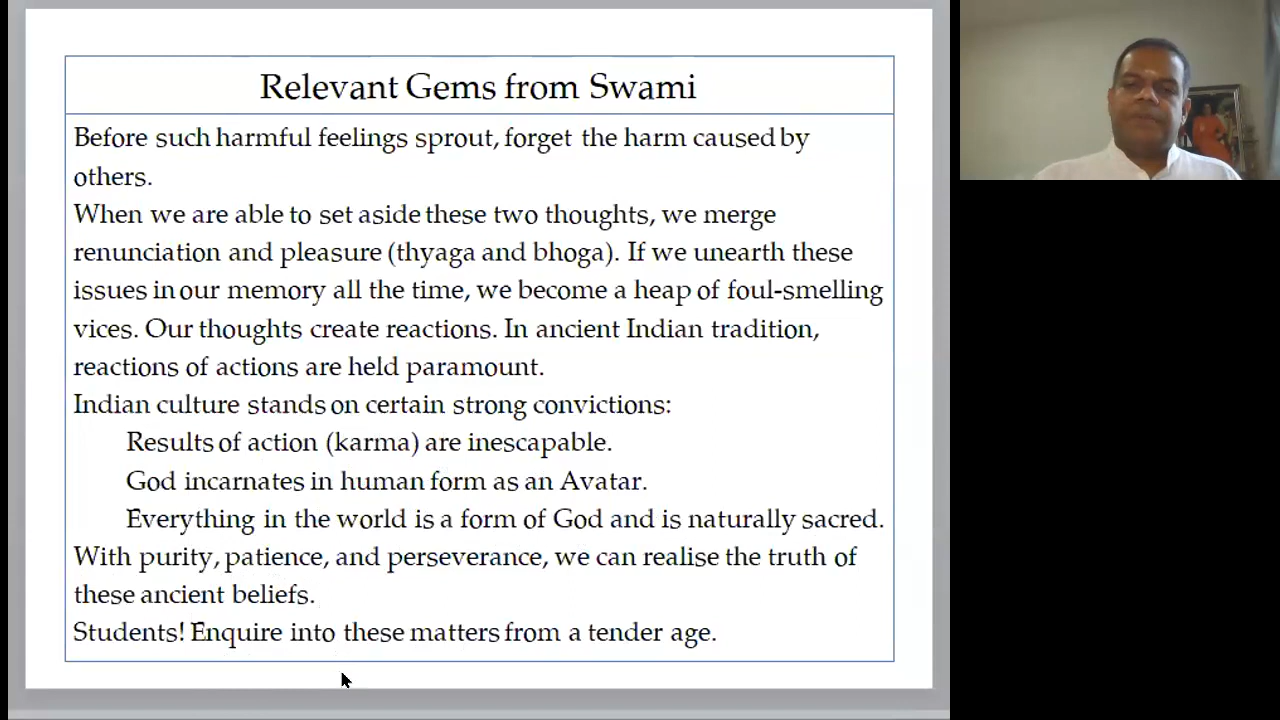 Relevant Gems from Swami
Before such harmful feelings sprout, forget the harm caused by
others.
When we are able to set aside these two thoughts, we merge
renunciation and pleasure (thyaga and bhoga). If we unearth these
issues in our memory all the time, we become a heap of foul-smelling
vices. Our thoughts create reactions. In ancient Indian tradition,
reactions of actions are held paramount.
Indian culture stands on certain strong convictions:
Results of action (karma) are inescapable.
God incarnates in human form as an Avatar.
Everything in the world is a form of God and is naturally sacred.
With purity, patience, and perseverance, we can realise the truth of
these ancient beliefs.
Students! Enquire into these matters from a tender age.